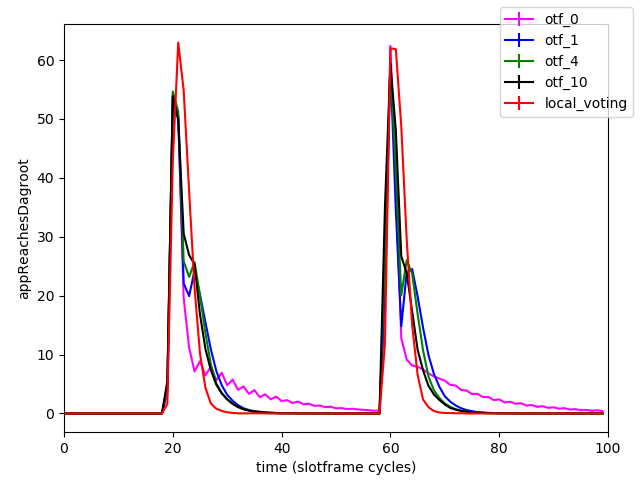 otf_0
otf_1
otf_4
otf_10
local_voting
60
50
40
30
20
10
0
appReachesDagroot
0 20 40 60 80 100
time (slotframe cycles)